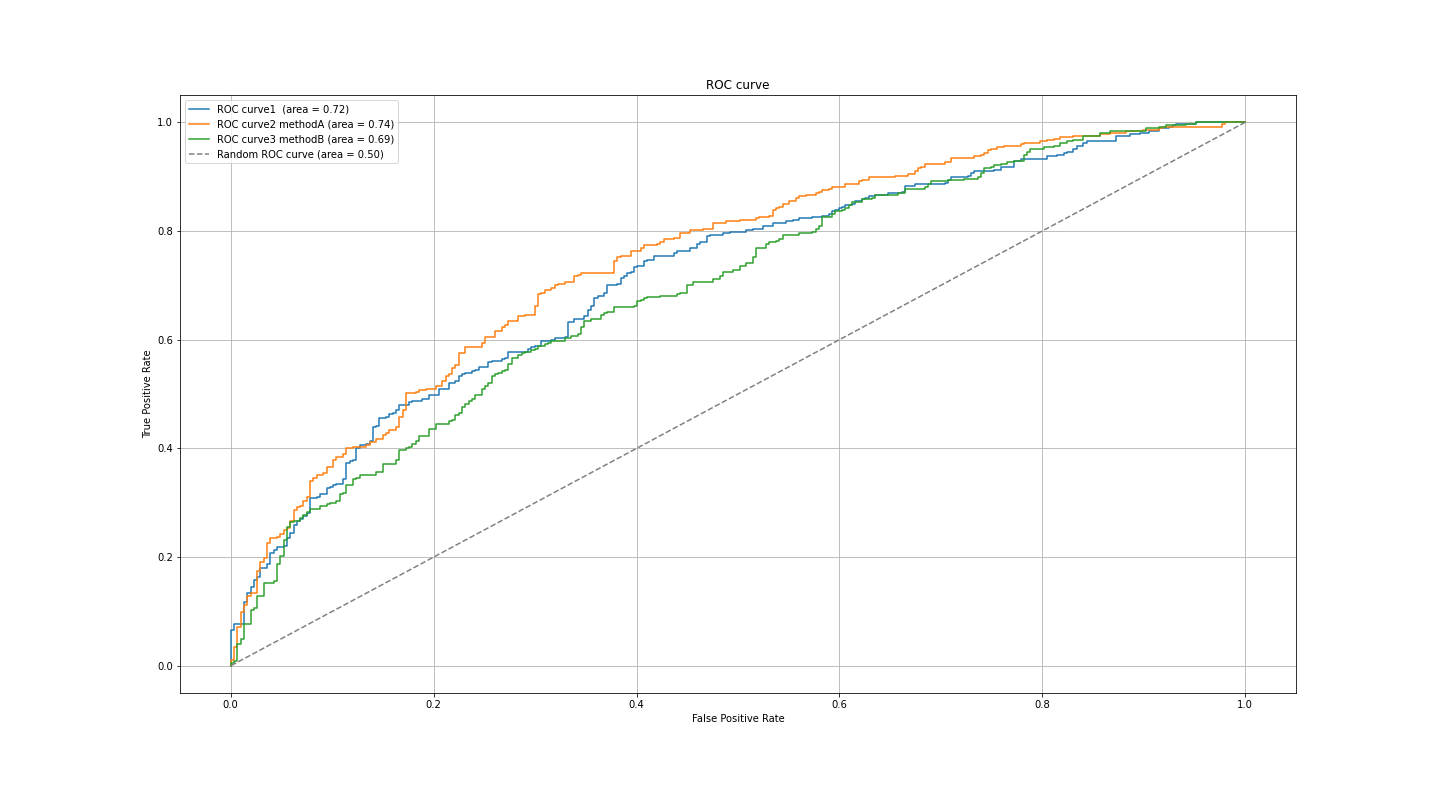 ROC curve
ROC curve1  (area = 0.72)
ROC curve2 methodA (area = 0.74)
ROC curve3 methodB (area = 0.69)
Random ROC curve (area = 0.50)
1.0
0.8
0.6
0.4
0.2
0.0
True Positive Rate
0.0 0.2 0.4 0.6 0.8 1.0
False Positive Rate